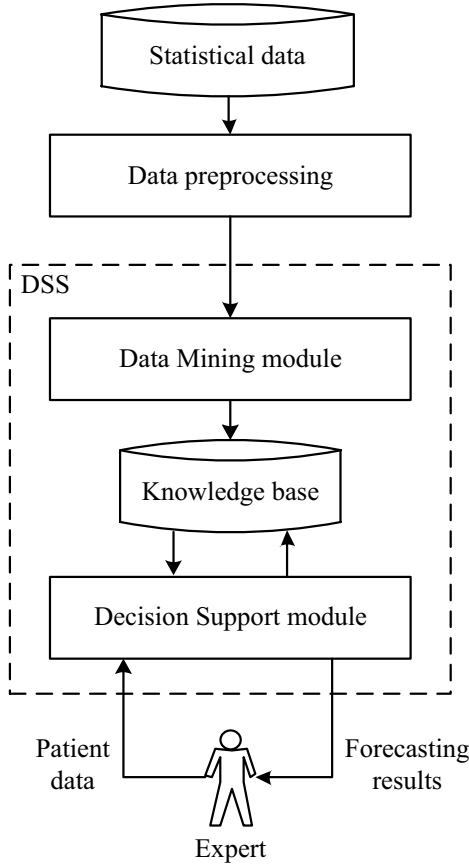 Statistical data
Data preprocessing
DSS
Data Mining module
Knowledge base
Decision Support module
Patient
data
Forecasting
results
Expert